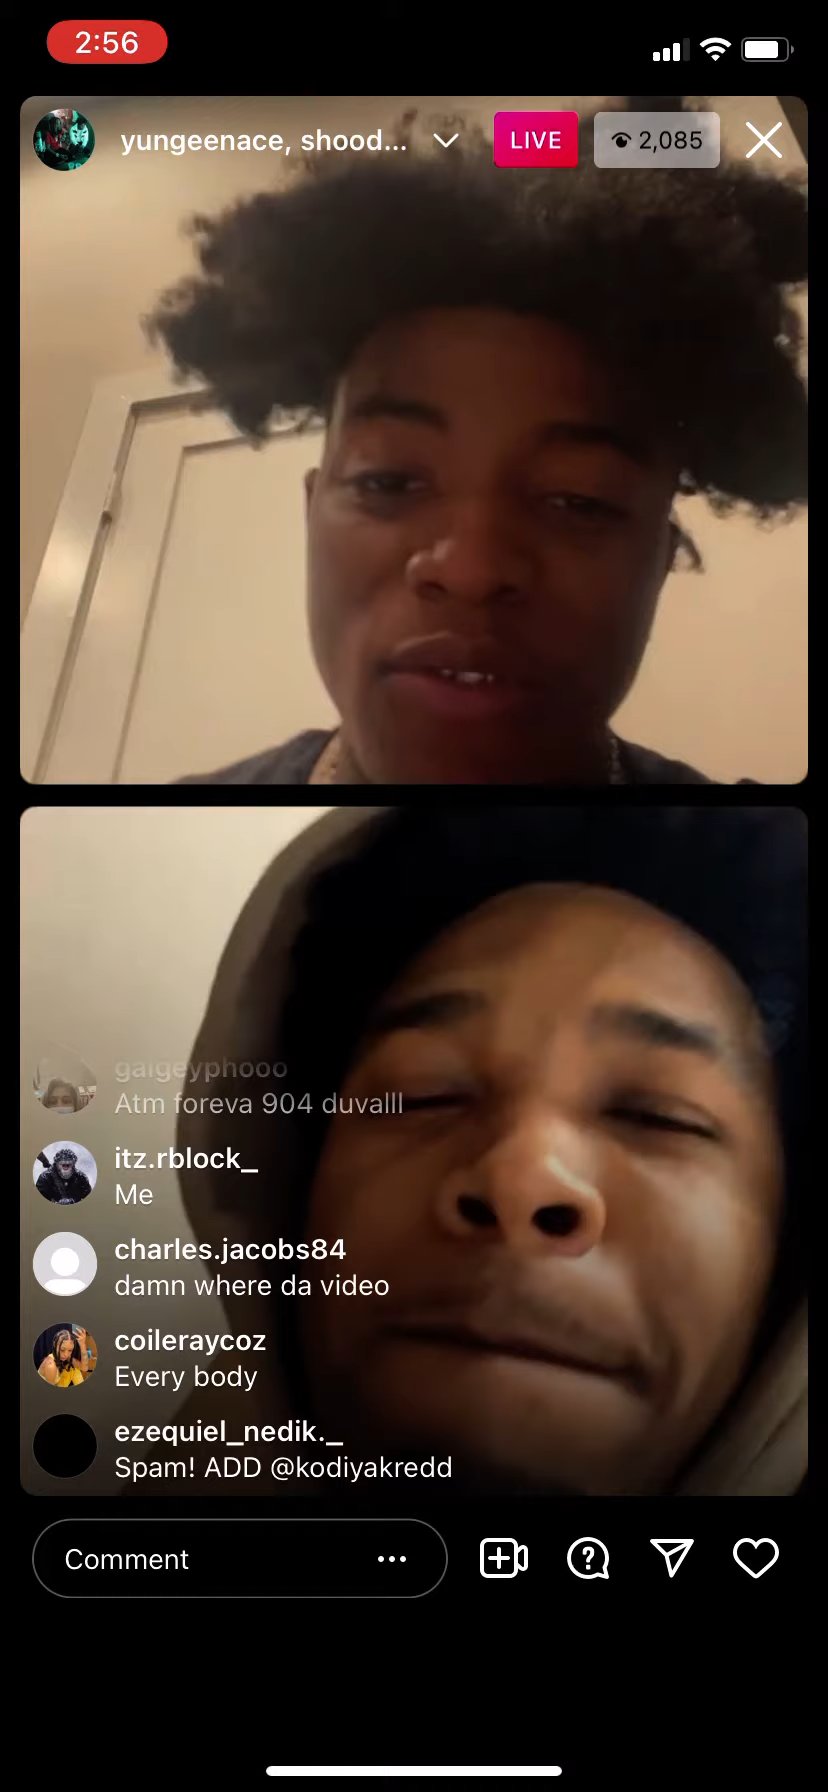 2:56
yungeenace, shood...
LIVE
2,085
gaigeyphooo
Atm foreva 904 duvalll
itz.rblock_
Me
charles.jacobs84
damn where da video
coileraycoz
Every body
ezequiel_nedik._
Spam! ADD @kodiyakredd
Comment